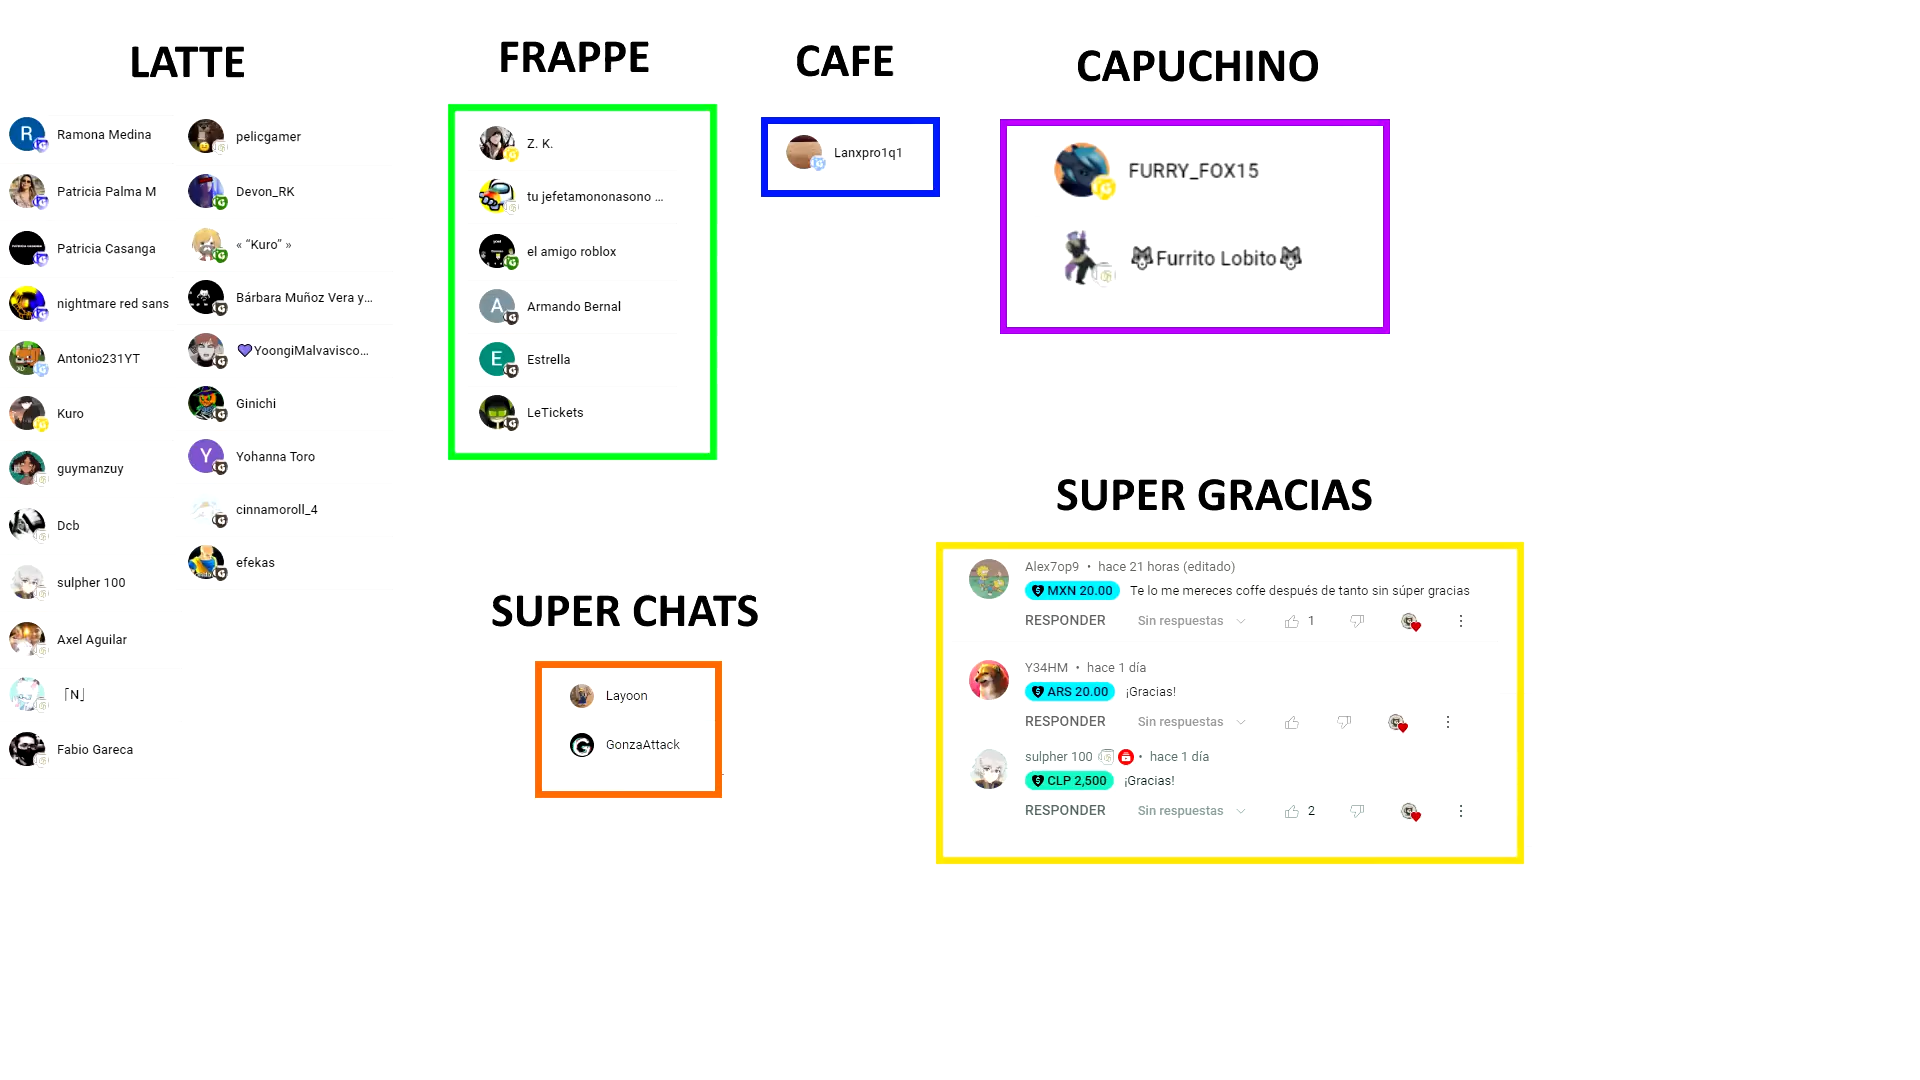 LATTE
Ramona Medina
Patricia Palma M
Patricia Casanga
nightmare red sans
Antonio231YT
Kuro
guymanzuy
Dcb
sulpher 100
Axel Aguilar
「N」
Fabio Gareca
pelicgamer
Devon_RK
« “Kuro” »
Bárbara Muñoz Vera y...
💜YoongiMalvavisco...
Ginichi
Yohanna Toro
cinnamoroll_4
efekas
FRAPPE
Z. K.
tu jefetamononasono ...
el amigo roblox
Armando Bernal
Estrella
LeTickets
CAFE
Lanxpro1q1
CAPUCHINO
FURRY_FOX15
🐺Furrito Lobito🐺
SUPER CHATS
Layoon
GonzaAttack
SUPER GRACIAS
Alex7op9 • hace 21 horas (editado)
MXN 20.00 Te lo me mereces coffe después de tanto sin súper gracias
RESPONDER Sin respuestas 1
Y34HM • hace 1 día
ARS 20.00 ¡Gracias!
RESPONDER Sin respuestas
sulpher 100 • hace 1 día
CLP 2,500 ¡Gracias!
RESPONDER Sin respuestas 2